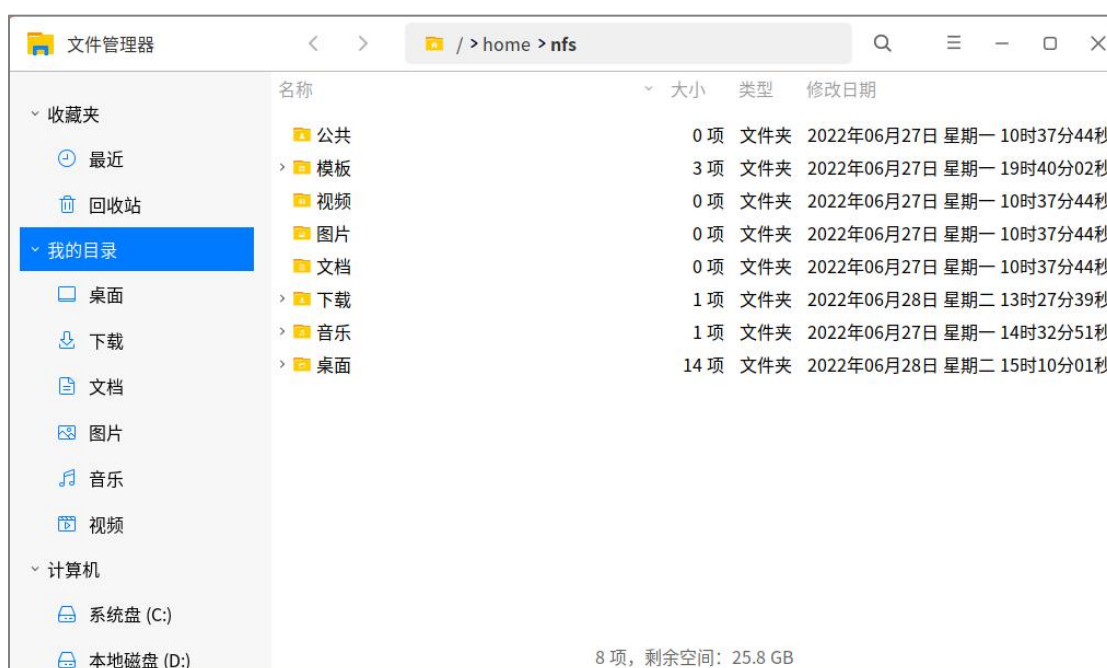 文件管理器 / > home > nfs
名称 大小 类型 修改日期
收藏夹
最近
回收站
我的目录
桌面
下载
文档
图片
音乐
视频
计算机
系统盘 (C:)
本地磁盘 (D:)
公共 0 项 文件夹 2022年06月27日 星期一 10时37分44秒
模板 3 项 文件夹 2022年06月27日 星期一 19时40分02秒
视频 0 项 文件夹 2022年06月27日 星期一 10时37分44秒
图片 0 项 文件夹 2022年06月27日 星期一 10时37分44秒
文档 0 项 文件夹 2022年06月27日 星期一 10时37分44秒
下载 1 项 文件夹 2022年06月28日 星期二 13时27分39秒
音乐 1 项 文件夹 2022年06月27日 星期一 14时32分51秒
桌面 14 项 文件夹 2022年06月28日 星期二 15时10分01秒
8 项，剩余空间：25.8 GB